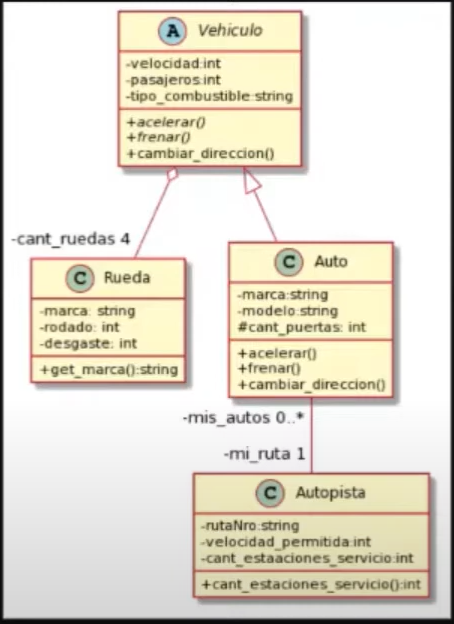 A Vehiculo
-velocidad:int
-pasajeros:int
-tipo_combustible:string
+acelerar()
+frenar()
+cambiar_direccion()
-cant_ruedas 4
C Rueda
-marca: string
-rodado: int
-desgaste: int
+get_marca():string
C Auto
-marca:string
-modelo:string
#cant_puertas: int
+acelerar()
+frenar()
+cambiar_direccion()
-mis_autos 0..*
-mi_ruta 1
C Autopista
-rutaNro:string
-velocidad_permitida:int
-cant_estaaciones_servicio:int
+cant_estaciones_servicio():int